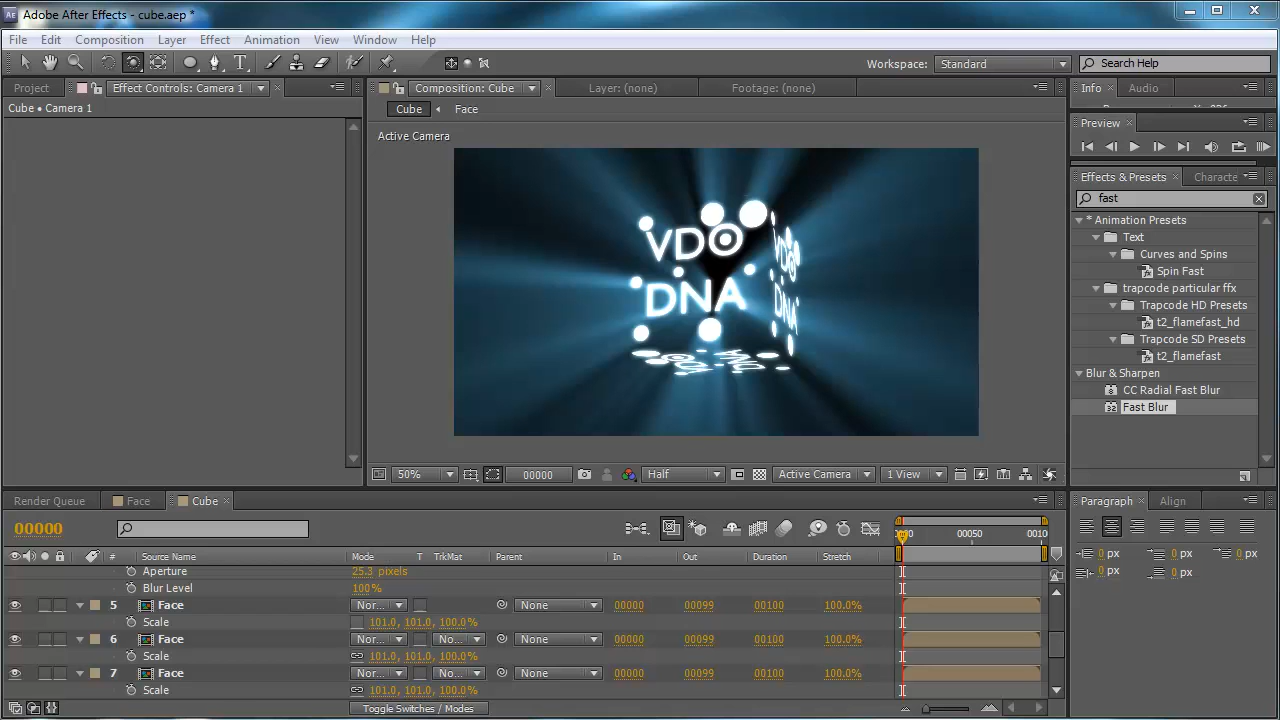 Adobe After Effects - cube.aep *
File Edit Composition Layer Effect Animation View Window Help
Workspace: Standard Search Help
Project Effect Controls: Camera 1 Composition: Cube Layer: (none) Footage: (none) Info Audio
Cube • Camera 1
Cube Face
Active Camera
Preview
Effects & Presets Characte
fast
* Animation Presets
Text
Curves and Spins
Spin Fast
trapcode particular ffx
Trapcode HD Presets
t2_flamefast_hd
Trapcode SD Presets
t2_flamefast
Blur & Sharpen
CC Radial Fast Blur
32 Fast Blur
VDO
DNA
VDO
DNA
50% 00000 Half Active Camera 1 View
Render Queue Face Cube Paragraph Align
00000
00050 0010
# Source Name Mode T TrkMat Parent In Out Duration Stretch
Aperture 25.3 pixels
Blur Level 100%
5 Face Nor... None 00000 00099 00100 100.0%
Scale 101.0, 101.0, 100.0%
6 Face Nor... No... None 00000 00099 00100 100.0%
Scale 101.0, 101.0, 100.0%
7 Face Nor... No... None 00000 00099 00100 100.0%
Scale 101.0, 101.0, 100.0%
Toggle Switches / Modes
0 px 0 px 0 px
0 px 0 px